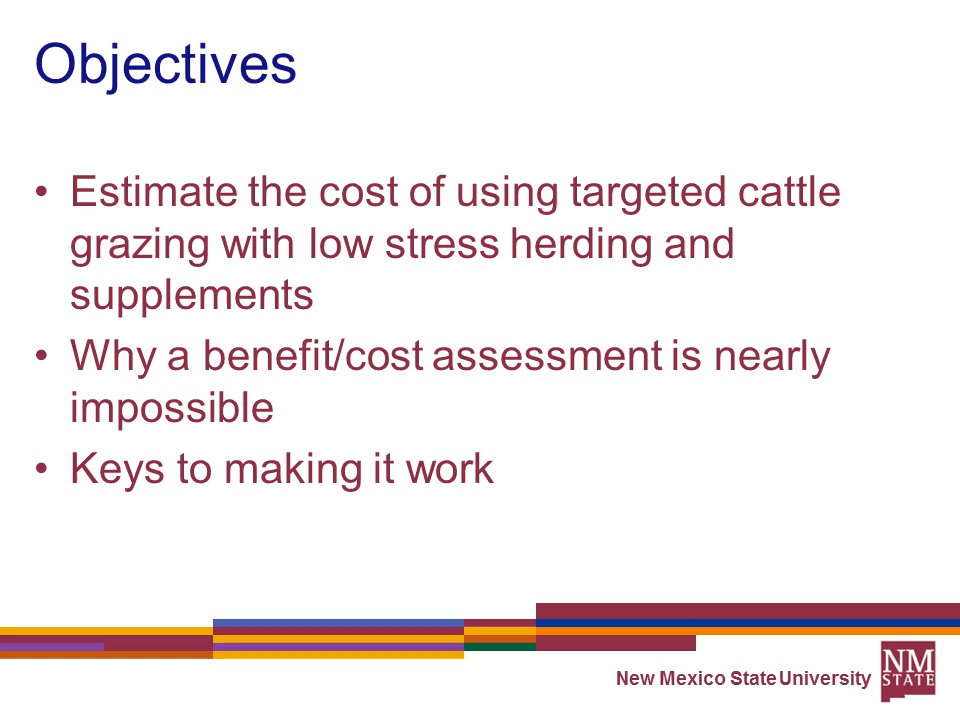 Objectives
• Estimate the cost of using targeted cattle
grazing with low stress herding and
supplements
• Why a benefit/cost assessment is nearly
impossible
• Keys to making it work
New Mexico State University
NM
STATE